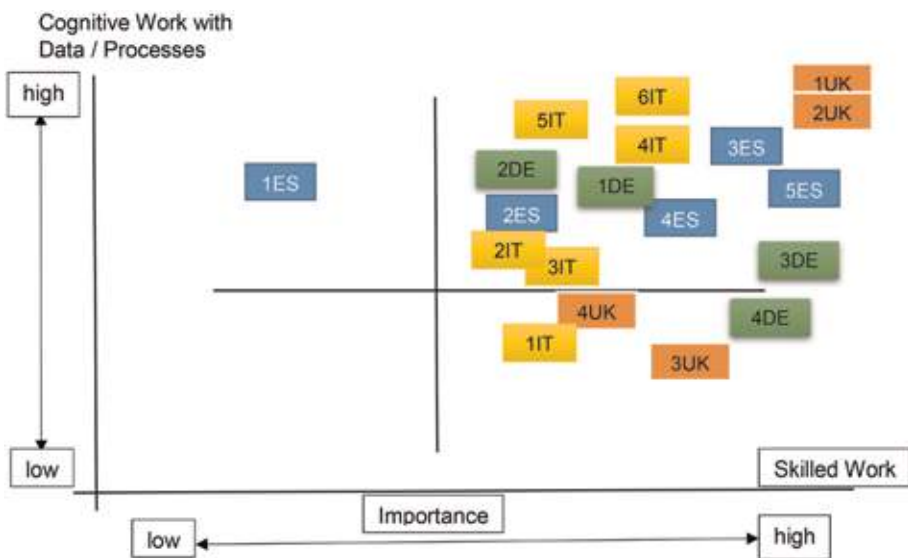 Cognitive Work with
Data / Processes
high
1UK
6IT
2UK
5IT
4IT
3ES
2DE
1ES
1DE
5ES
2ES
4ES
2IT
3IT
3DE
4UK
4DE
1IT
3UK
low
Skilled Work
Importance
low
high